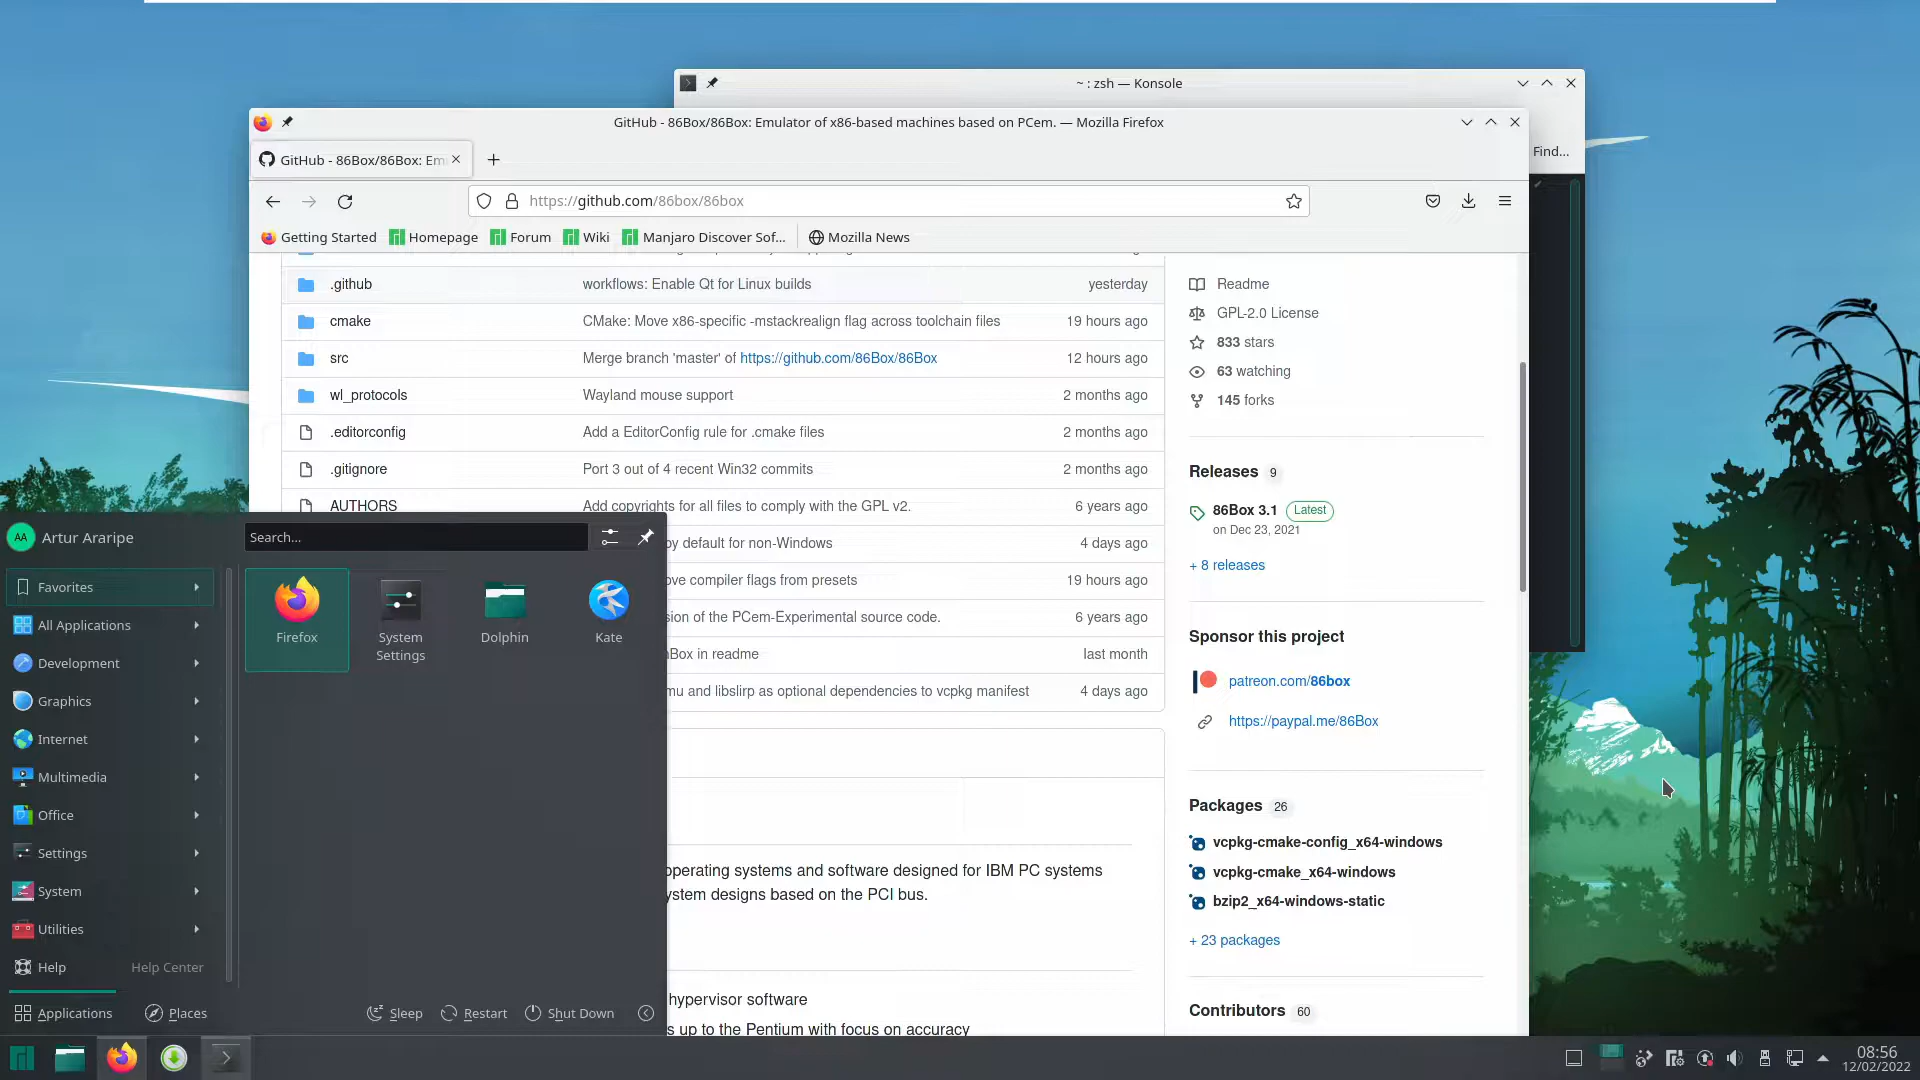 ~ : zsh — Konsole
GitHub - 86Box/86Box: Emulator of x86-based machines based on PCem. — Mozilla Firefox
Find...
GitHub - 86Box/86Box: Em
https://github.com/86box/86box
Getting Started Homepage Forum Wiki Manjaro Discover Sof... Mozilla News
.github workflows: Enable Qt for Linux builds yesterday
cmake CMake: Move x86-specific -mstackrealign flag across toolchain files 19 hours ago
src Merge branch 'master' of https://github.com/86Box/86Box 12 hours ago
wl_protocols Wayland mouse support 2 months ago
.editorconfig Add a EditorConfig rule for .cmake files 2 months ago
.gitignore Port 3 out of 4 recent Win32 commits 2 months ago
AUTHORS Add copyrights for all files to comply with the GPL v2. 6 years ago
by default for non-Windows 4 days ago
ove compiler flags from presets 19 hours ago
sion of the PCem-Experimental source code. 6 years ago
nBox in readme last month
mu and libslirp as optional dependencies to vcpkg manifest 4 days ago
operating systems and software designed for IBM PC systems
ystem designs based on the PCI bus.
hypervisor software
s up to the Pentium with focus on accuracy
Readme
GPL-2.0 License
833 stars
63 watching
145 forks
Releases 9
86Box 3.1 Latest
on Dec 23, 2021
+ 8 releases
Sponsor this project
patreon.com/86box
https://paypal.me/86Box
Packages 26
vcpkg-cmake-config_x64-windows
vcpkg-cmake_x64-windows
bzip2_x64-windows-static
+ 23 packages
Contributors 60
AA Artur Araripe
Search...
Favorites
All Applications
Development
Graphics
Internet
Multimedia
Office
Settings
System
Utilities
Help Help Center
Firefox
System Settings
Dolphin
Kate
Applications Places
Sleep Restart Shut Down
08:56
12/02/2022